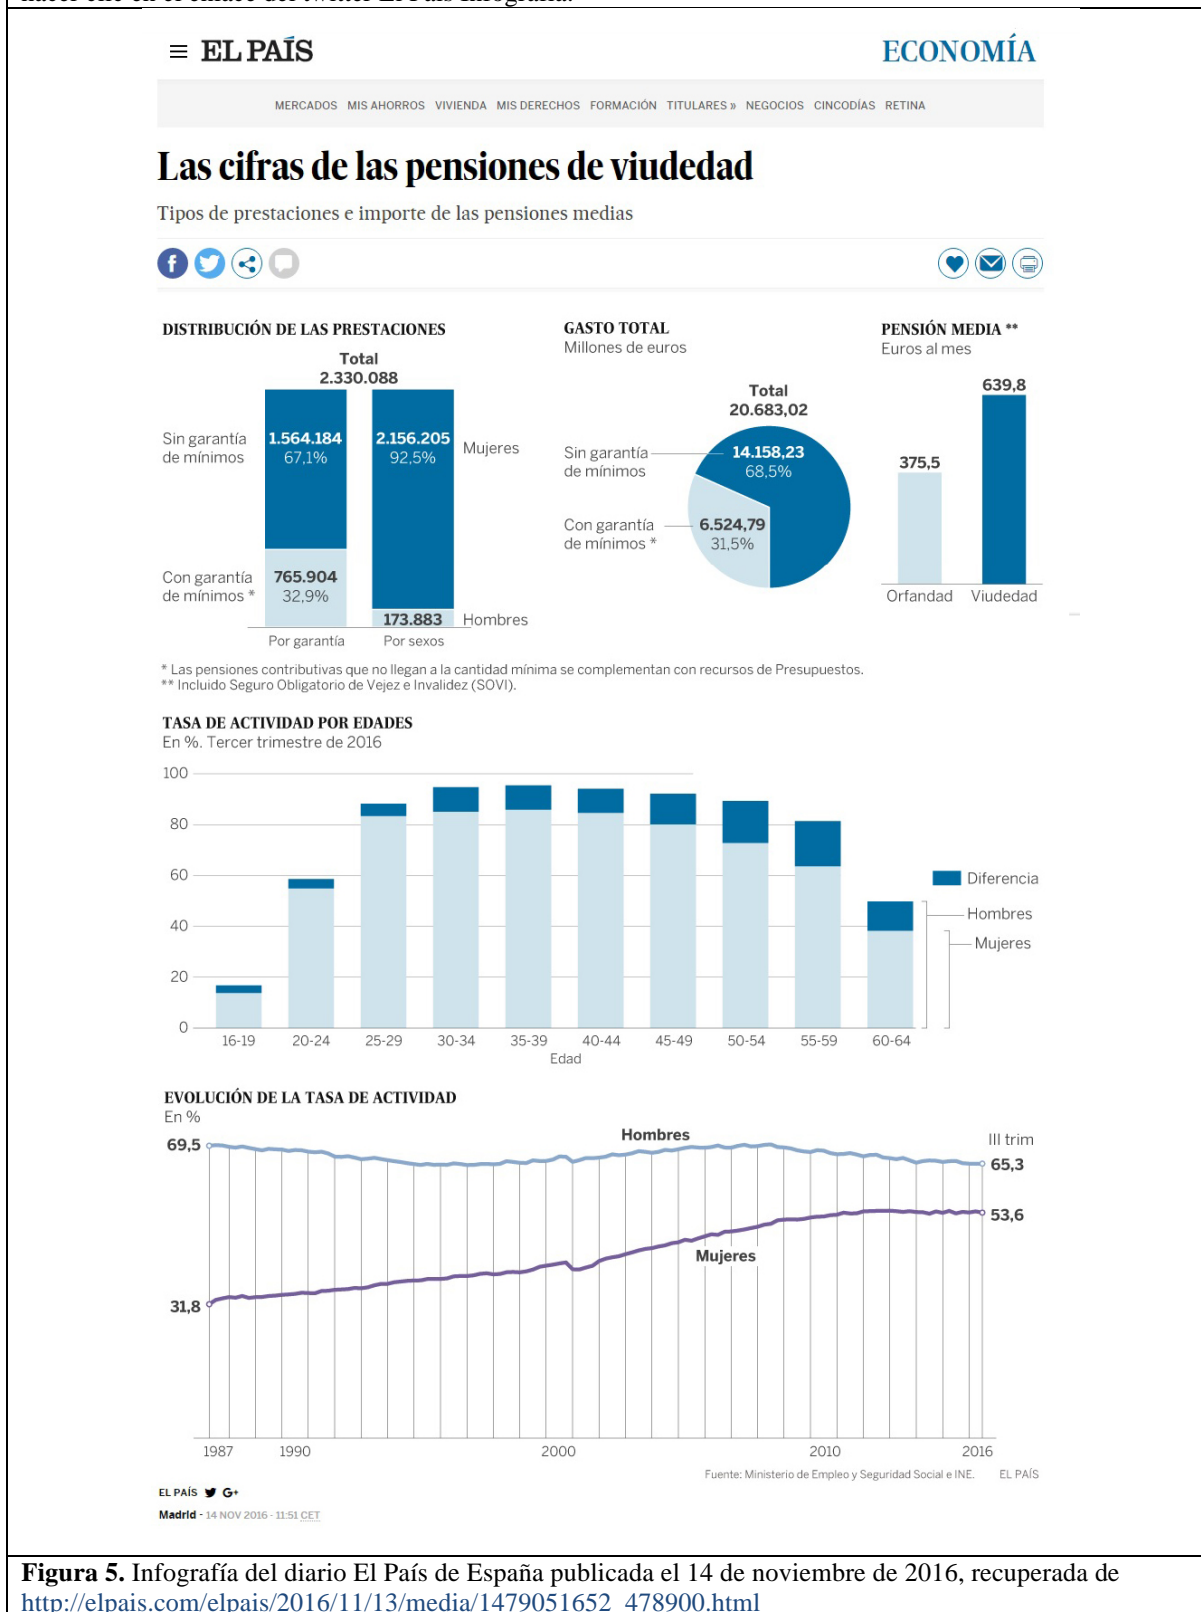 hacer clic en el enlace del twitter El País Infografía.
≡ EL PAÍS
ECONOMÍA
MERCADOS MIS AHORROS VIVIENDA MIS DERECHOS FORMACIÓN TITULARES » NEGOCIOS CINCODÍAS RETINA
Las cifras de las pensiones de viudedad
Tipos de prestaciones e importe de las pensiones medias
DISTRIBUCIÓN DE LAS PRESTACIONES
Total
2.330.088
Sin garantía
de mínimos
1.564.184
67,1%
2.156.205
92,5%
Mujeres
Con garantía
de mínimos *
765.904
32,9%
173.883
Hombres
Por garantía
Por sexos
GASTO TOTAL
Millones de euros
Total
20.683,02
Sin garantía
de mínimos
14.158,23
68,5%
Con garantía
de mínimos *
6.524,79
31,5%
PENSIÓN MEDIA **
Euros al mes
639,8
375,5
Orfandad
Viudedad
* Las pensiones contributivas que no llegan a la cantidad mínima se complementan con recursos de Presupuestos.
** Incluido Seguro Obligatorio de Vejez e Invalidez (SOVI).
TASA DE ACTIVIDAD POR EDADES
En %. Tercer trimestre de 2016
100
80
60
40
20
0
Diferencia
Hombres
Mujeres
16-19 20-24 25-29 30-34 35-39 40-44 45-49 50-54 55-59 60-64
Edad
EVOLUCIÓN DE LA TASA DE ACTIVIDAD
En %
69,5
Hombres
III trim
65,3
53,6
Mujeres
31,8
1987 1990 2000 2010 2016
Fuente: Ministerio de Empleo y Seguridad Social e INE. EL PAÍS
EL PAÍS G+
Madrid - 14 NOV 2016 - 11:51 CET
Figura 5. Infografía del diario El País de España publicada el 14 de noviembre de 2016, recuperada de
http://elpais.com/elpais/2016/11/13/media/1479051652_478900.html